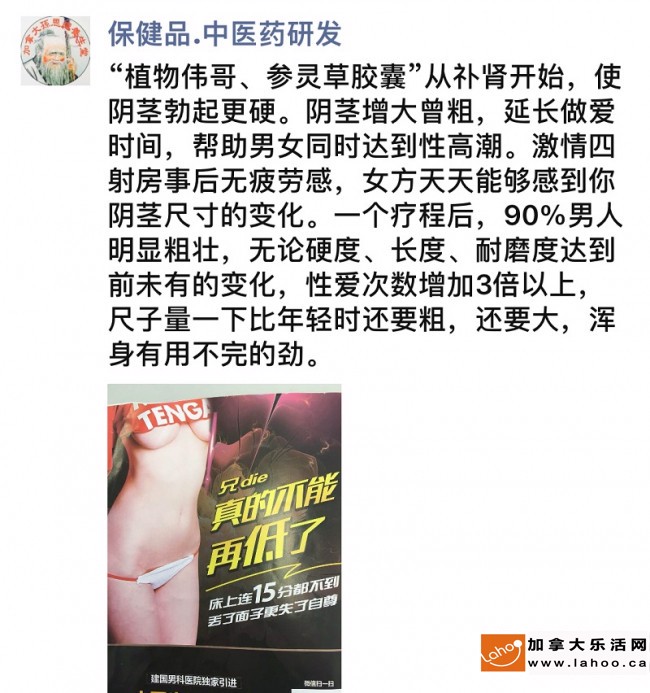 保健品.中医药研发
“植物伟哥、参灵草胶囊”从补肾开始，使
阴茎勃起更硬。阴茎增大曾粗，延长做爱
时间，帮助男女同时达到性高潮。激情四
射房事后无疲劳感，女方天天能够感到你
阴茎尺寸的变化。一个疗程后，90%男人
明显粗壮，无论硬度、长度、耐磨度达到
前未有的变化，性爱次数增加3倍以上，
尺子量一下比年轻时还要粗，还要大，浑
身有用不完的劲。
TENGA
兄die
真的不能
再低了
床上连15分都不到
丢了面子更失了自尊
建国男科医院独家引进
微信扫一扫
Lahoo
加拿大乐活网
www.lahoo.ca